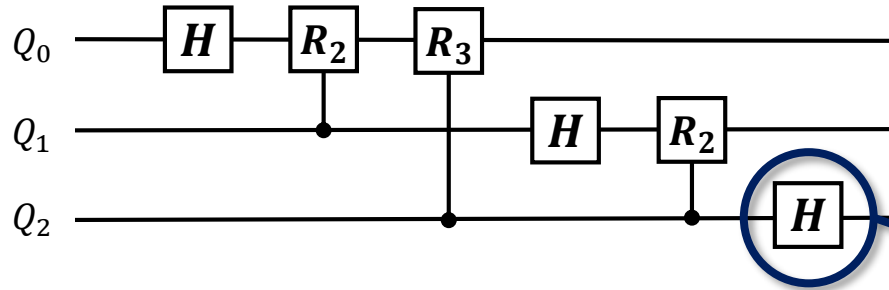 Q₀ H R₂ R₃
Q₁ H R₂
Q₂ H